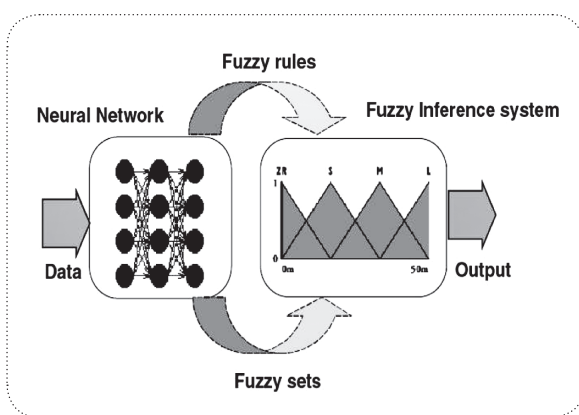 Fuzzy rules
Neural Network
Fuzzy Inference system
ZR S M L
1
0
0m 50m
Data
Output
Fuzzy sets